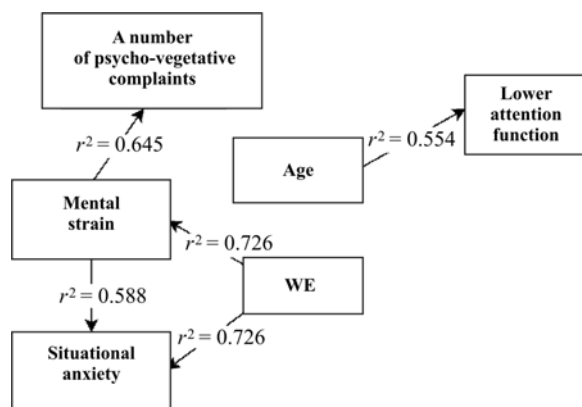 A number
of psycho-vegetative
complaints
Lower
attention
function
r² = 0.645
r² = 0.554
Age
Mental
strain
r² = 0.726
WE
r² = 0.588
r² = 0.726
Situational
anxiety